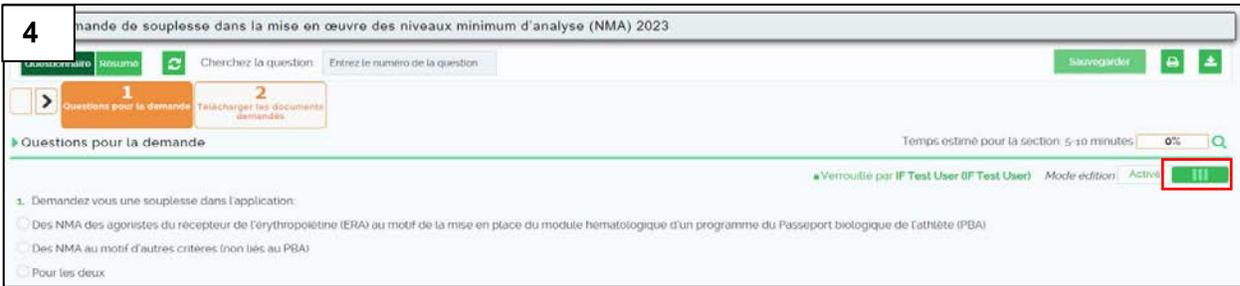 4
mande de souplesse dans la mise en œuvre des niveaux minimum d'analyse (NMA) 2023
Questionnaire Résumé Cherchez la question: Entrez le numéro de la question Sauvegarder
1 2
Questions pour la demande Télécharger les documents
demandés
Questions pour la demande Temps estimé pour la section: 5-10 minutes 0%
Verrouillé par IF Test User (IF Test User) Mode édition Activé
1. Demandez vous une souplesse dans l'application:
Des NMA des agonistes du récepteur de l'érythropoïétine (ERA) au motif de la mise en place du module hématologique d'un programme du Passeport biologique de l'athlète (PBA)
Des NMA au motif d'autres critères (non liés au PBA)
Pour les deux